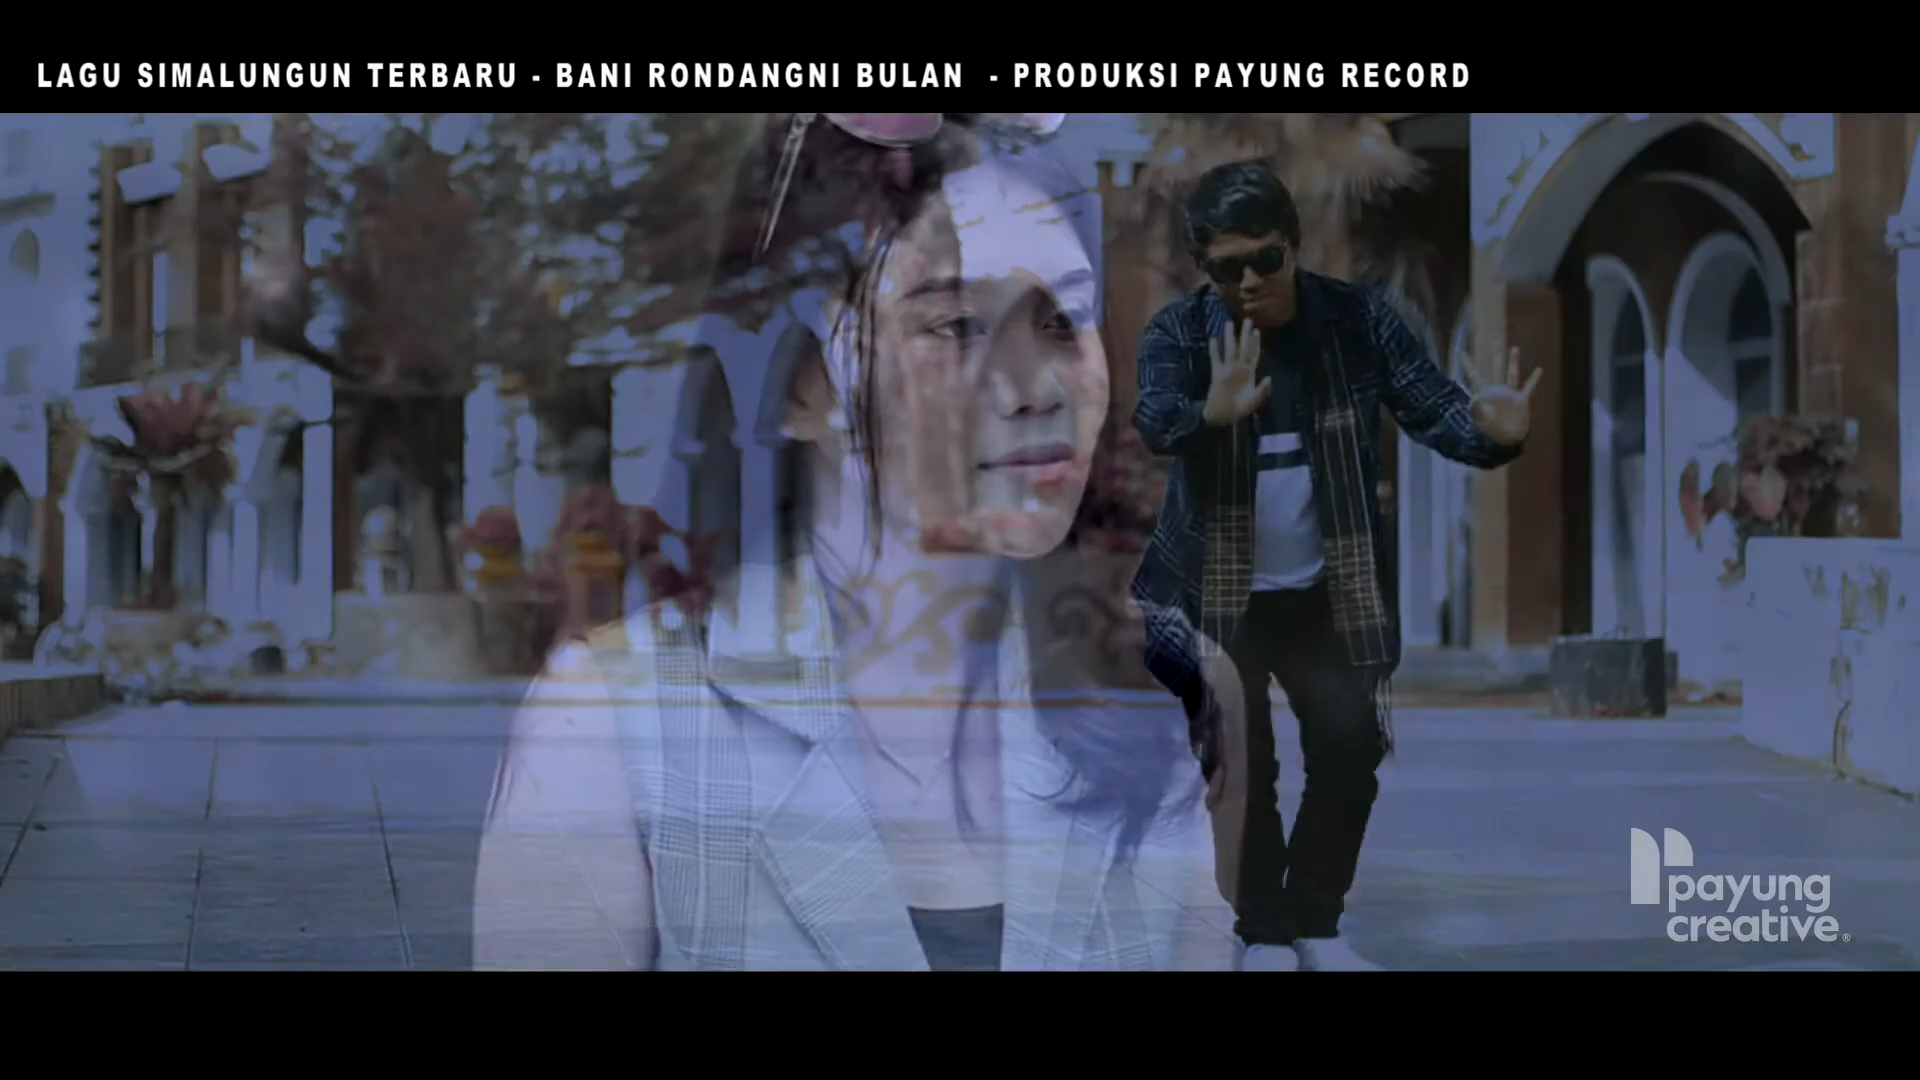 LAGU SIMALUNGUN TERBARU - BANI RONDANGNI BULAN - PRODUKSI PAYUNG RECORD
payung
creative®